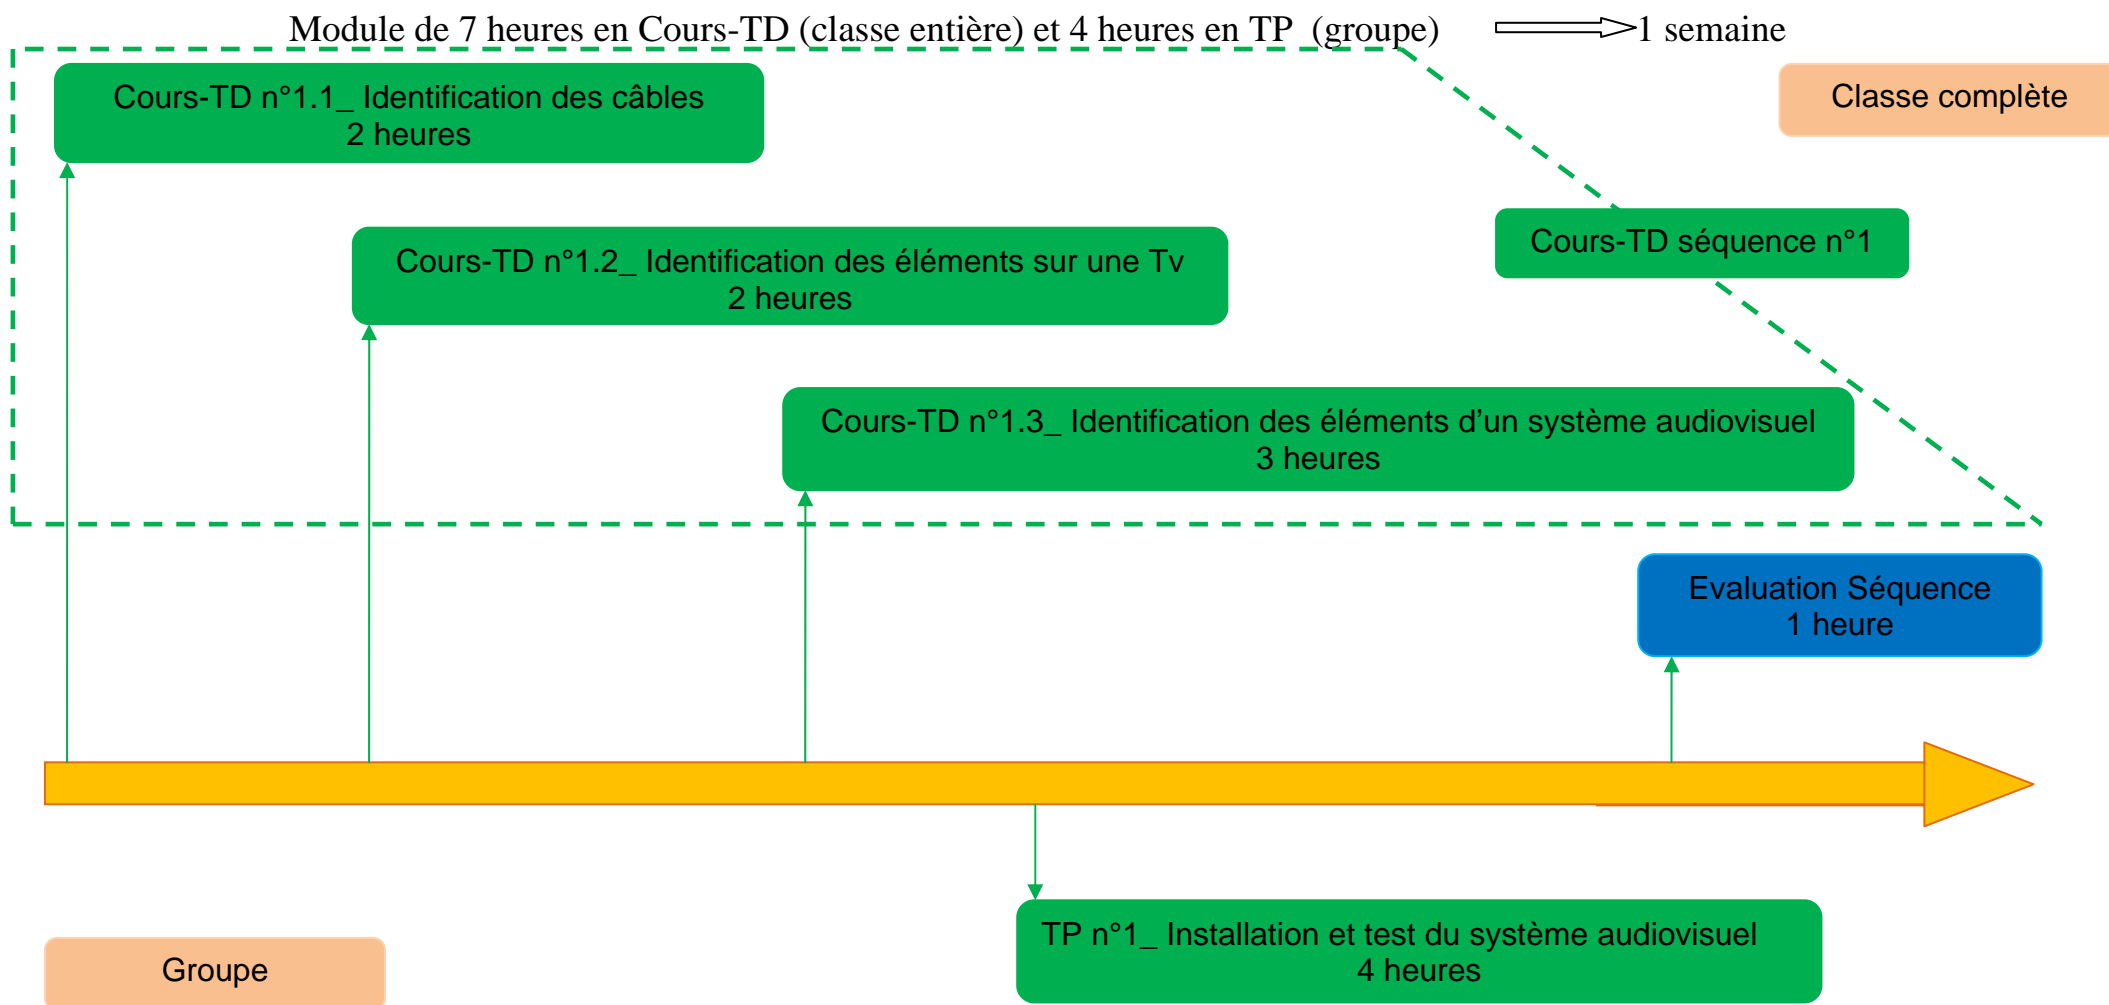 Module de 7 heures en Cours-TD (classe entière) et 4 heures en TP (groupe) 1 semaine
Cours-TD n°1.1_ Identification des câbles
2 heures
Classe complète
Cours-TD n°1.2_ Identification des éléments sur une Tv
2 heures
Cours-TD séquence n°1
Cours-TD n°1.3_ Identification des éléments d’un système audiovisuel
3 heures
Evaluation Séquence
1 heure
TP n°1_ Installation et test du système audiovisuel
4 heures
Groupe